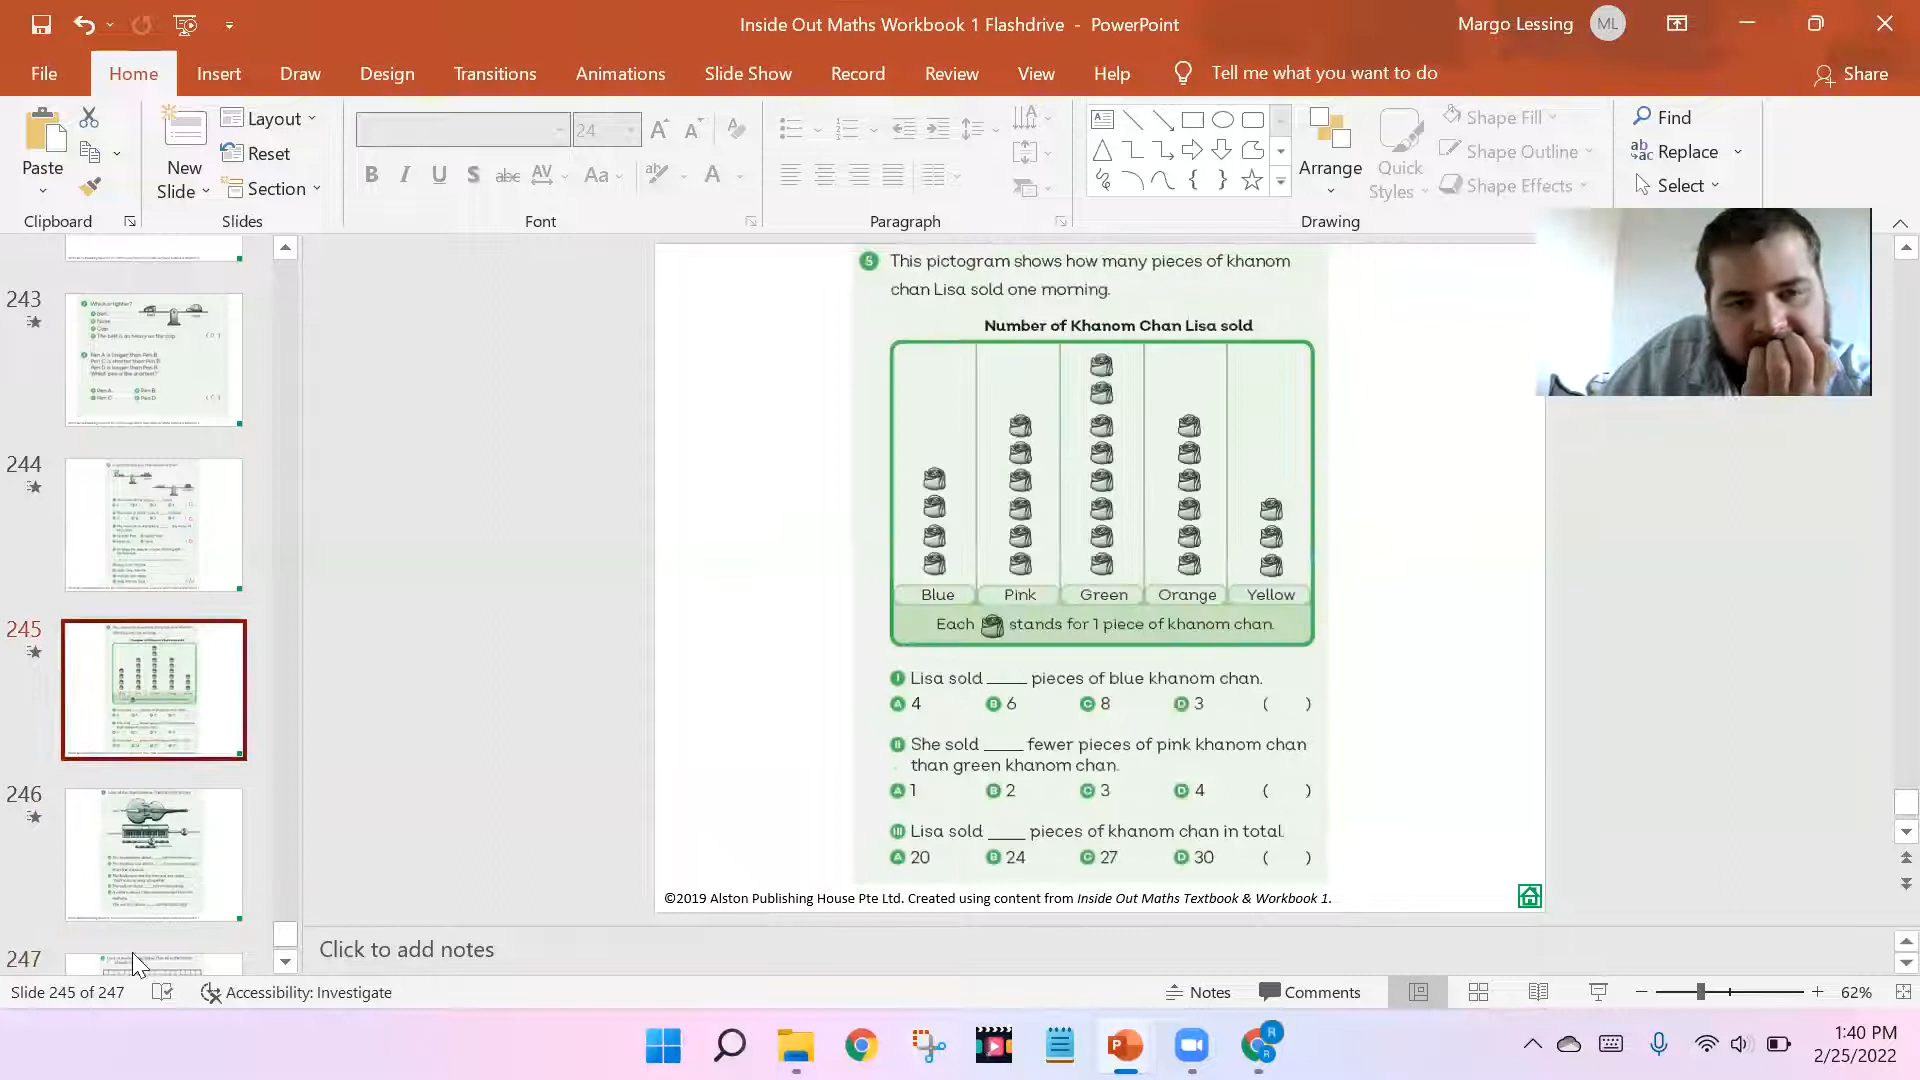 Inside Out Maths Workbook 1 Flashdrive - PowerPoint
Margo Lessing
ML
File Home Insert Draw Design Transitions Animations Slide Show Record Review View Help Tell me what you want to do
Share
Paste
Clipboard
New Slide
Layout
Reset
Section
Slides
24
B I U S abc AV Aa A
Font
Paragraph
Arrange
Quick Styles
Shape Fill
Shape Outline
Shape Effects
Drawing
Find
Replace
Select
243
244
245
246
247
5 This pictogram shows how many pieces of khanom
chan Lisa sold one morning.
Number of Khanom Chan Lisa sold
Blue Pink Green Orange Yellow
Each stands for 1 piece of khanom chan.
I Lisa sold ____ pieces of blue khanom chan.
A 4 B 6 C 8 D 3 ( )
II She sold ____ fewer pieces of pink khanom chan
than green khanom chan.
A 1 B 2 C 3 D 4 ( )
III Lisa sold ____ pieces of khanom chan in total.
A 20 B 24 C 27 D 30 ( )
©2019 Alston Publishing House Pte Ltd. Created using content from Inside Out Maths Textbook & Workbook 1.
Click to add notes
Slide 245 of 247
Accessibility: Investigate
Notes
Comments
62%
1:40 PM
2/25/2022